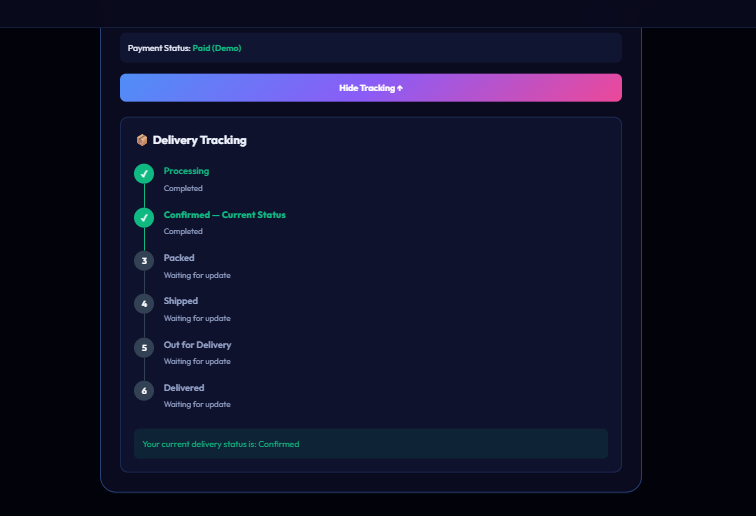 Payment Status: Paid (Demo)
Hide Tracking ↑
📦 Delivery Tracking
✓ Processing
Completed
✓ Confirmed — Current Status
Completed
3 Packed
Waiting for update
4 Shipped
Waiting for update
5 Out for Delivery
Waiting for update
6 Delivered
Waiting for update
Your current delivery status is: Confirmed